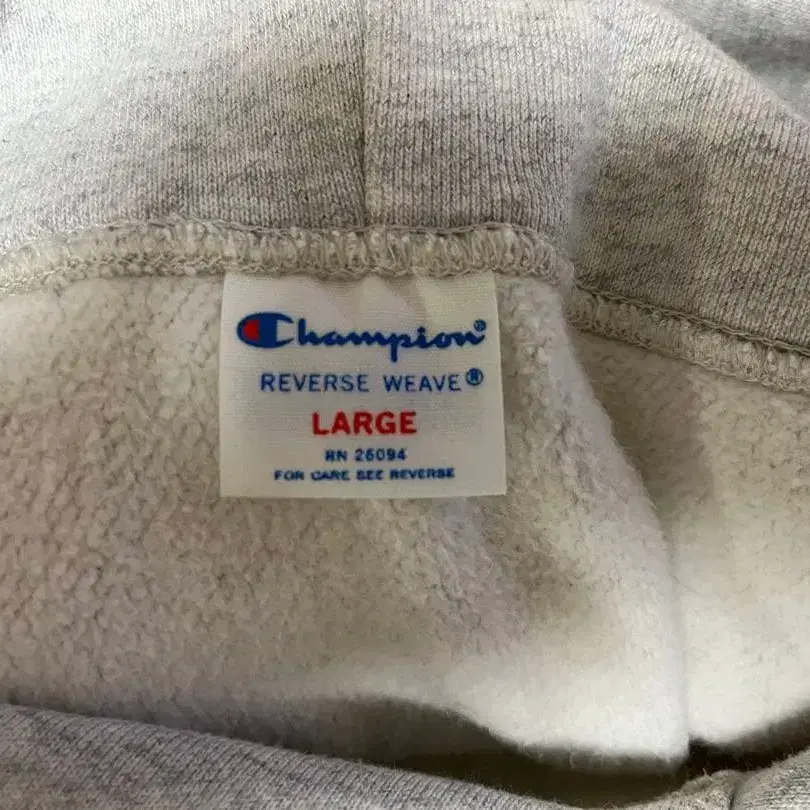 Champion®
REVERSE WEAVE®
LARGE
RN 26094
FOR CARE SEE REVERSE